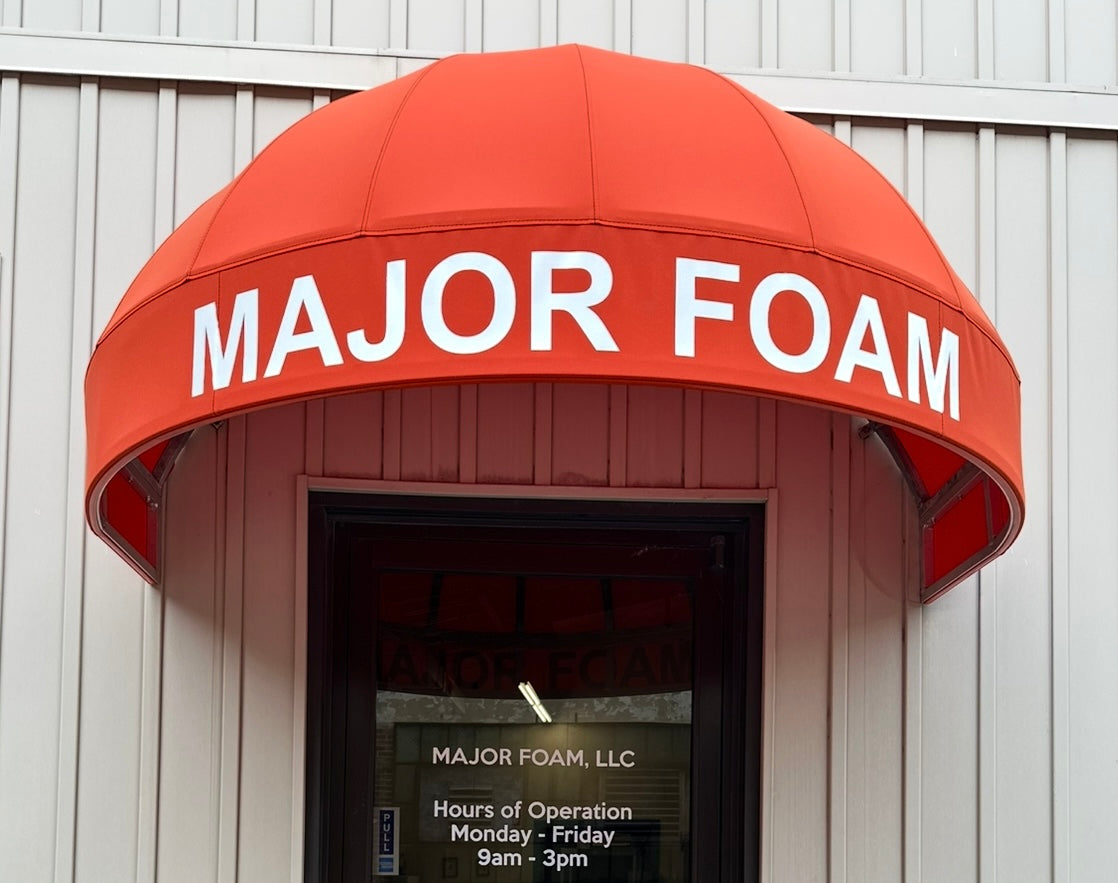 MAJOR FOAM
MAJOR FOAM, LLC
Hours of Operation
Monday - Friday
9am - 3pm
PULL